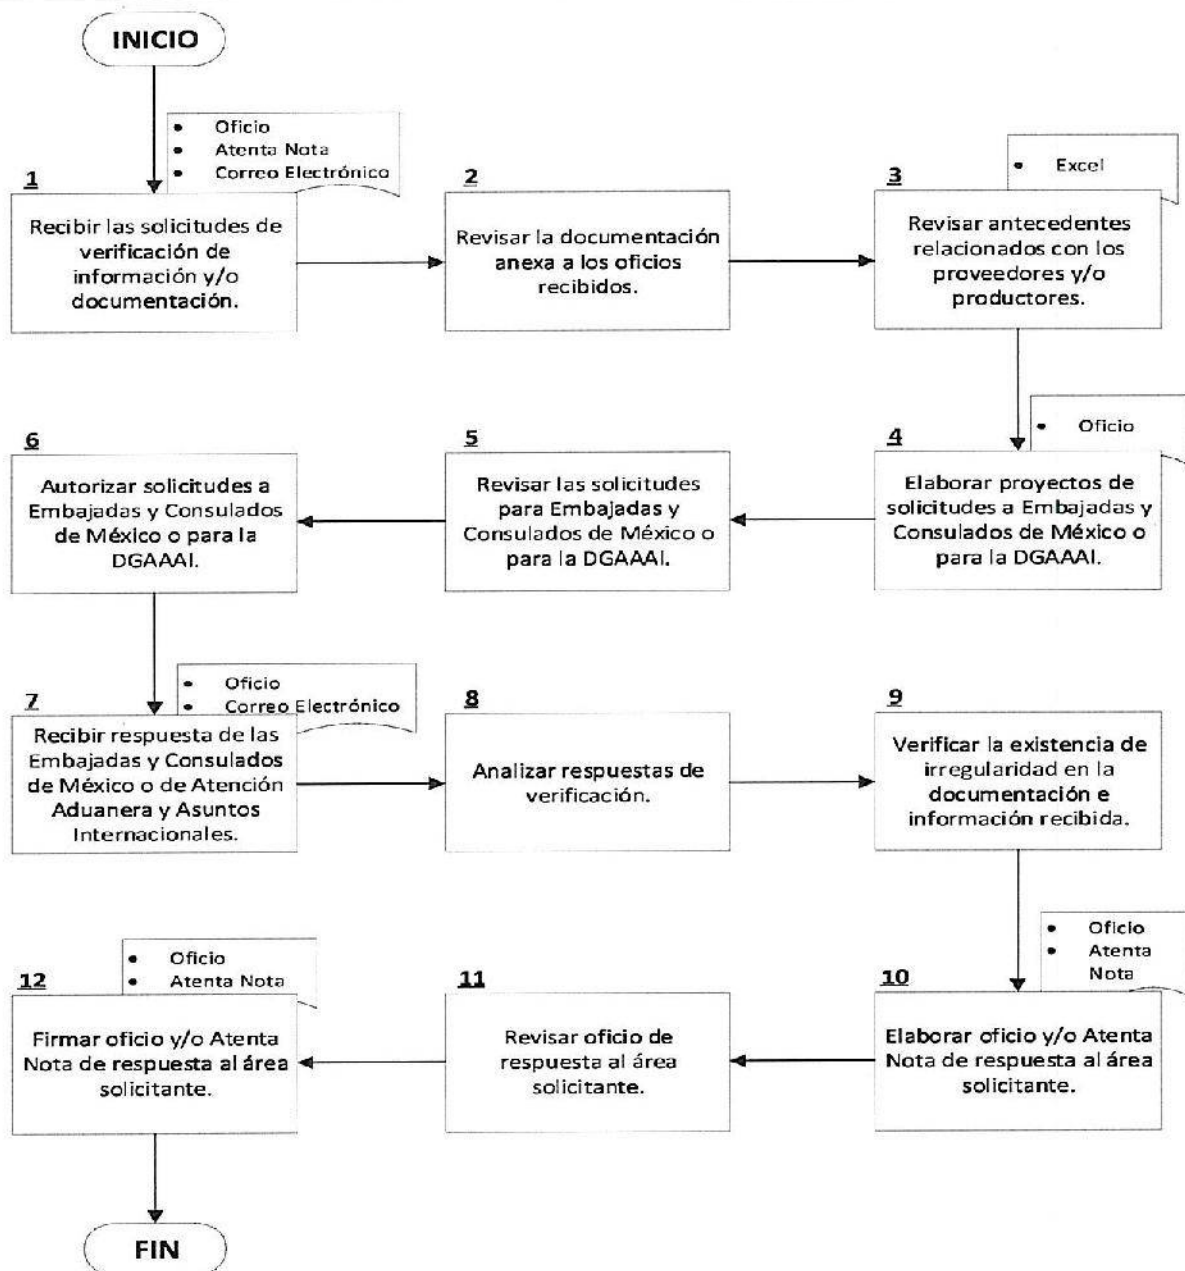 INICIO
• Oficio
• Atenta Nota
• Correo Electrónico
1
Recibir las solicitudes de
verificación de
información y/o
documentación.
2
Revisar la documentación
anexa a los oficios
recibidos.
• Excel
3
Revisar antecedentes
relacionados con los
proveedores y/o
productores.
• Oficio
4
Elaborar proyectos de
solicitudes a Embajadas y
Consulados de México o
para la DGAAAI.
5
Revisar las solicitudes
para Embajadas y
Consulados de México o
para la DGAAAI.
6
Autorizar solicitudes a
Embajadas y Consulados
de México o para la
DGAAAI.
• Oficio
• Correo Electrónico
7
Recibir respuesta de las
Embajadas y Consulados
de México o de Atención
Aduanera y Asuntos
Internacionales.
8
Analizar respuestas de
verificación.
9
Verificar la existencia de
irregularidad en la
documentación e
información recibida.
• Oficio
• Atenta
Nota
10
Elaborar oficio y/o Atenta
Nota de respuesta al área
solicitante.
11
Revisar oficio de
respuesta al área
solicitante.
• Oficio
• Atenta Nota
12
Firmar oficio y/o Atenta
Nota de respuesta al área
solicitante.
FIN